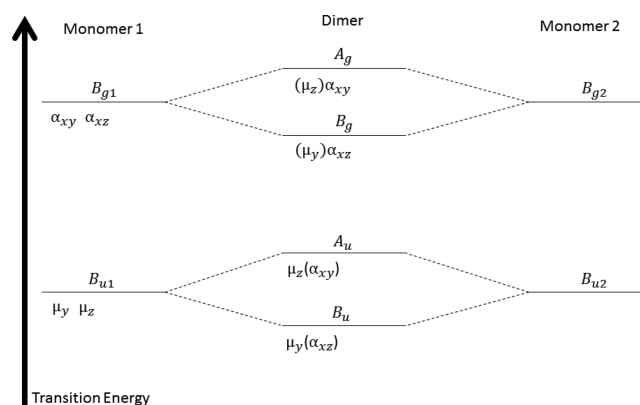 Monomer 1
Dimer
Monomer 2
A_g
(μ_z)α_xy
B_g1
B_g2
α_xy α_xz
B_g
(μ_y)α_xz
A_u
μ_z(α_xy)
B_u1
B_u2
μ_y μ_z
B_u
μ_y(α_xz)
Transition Energy